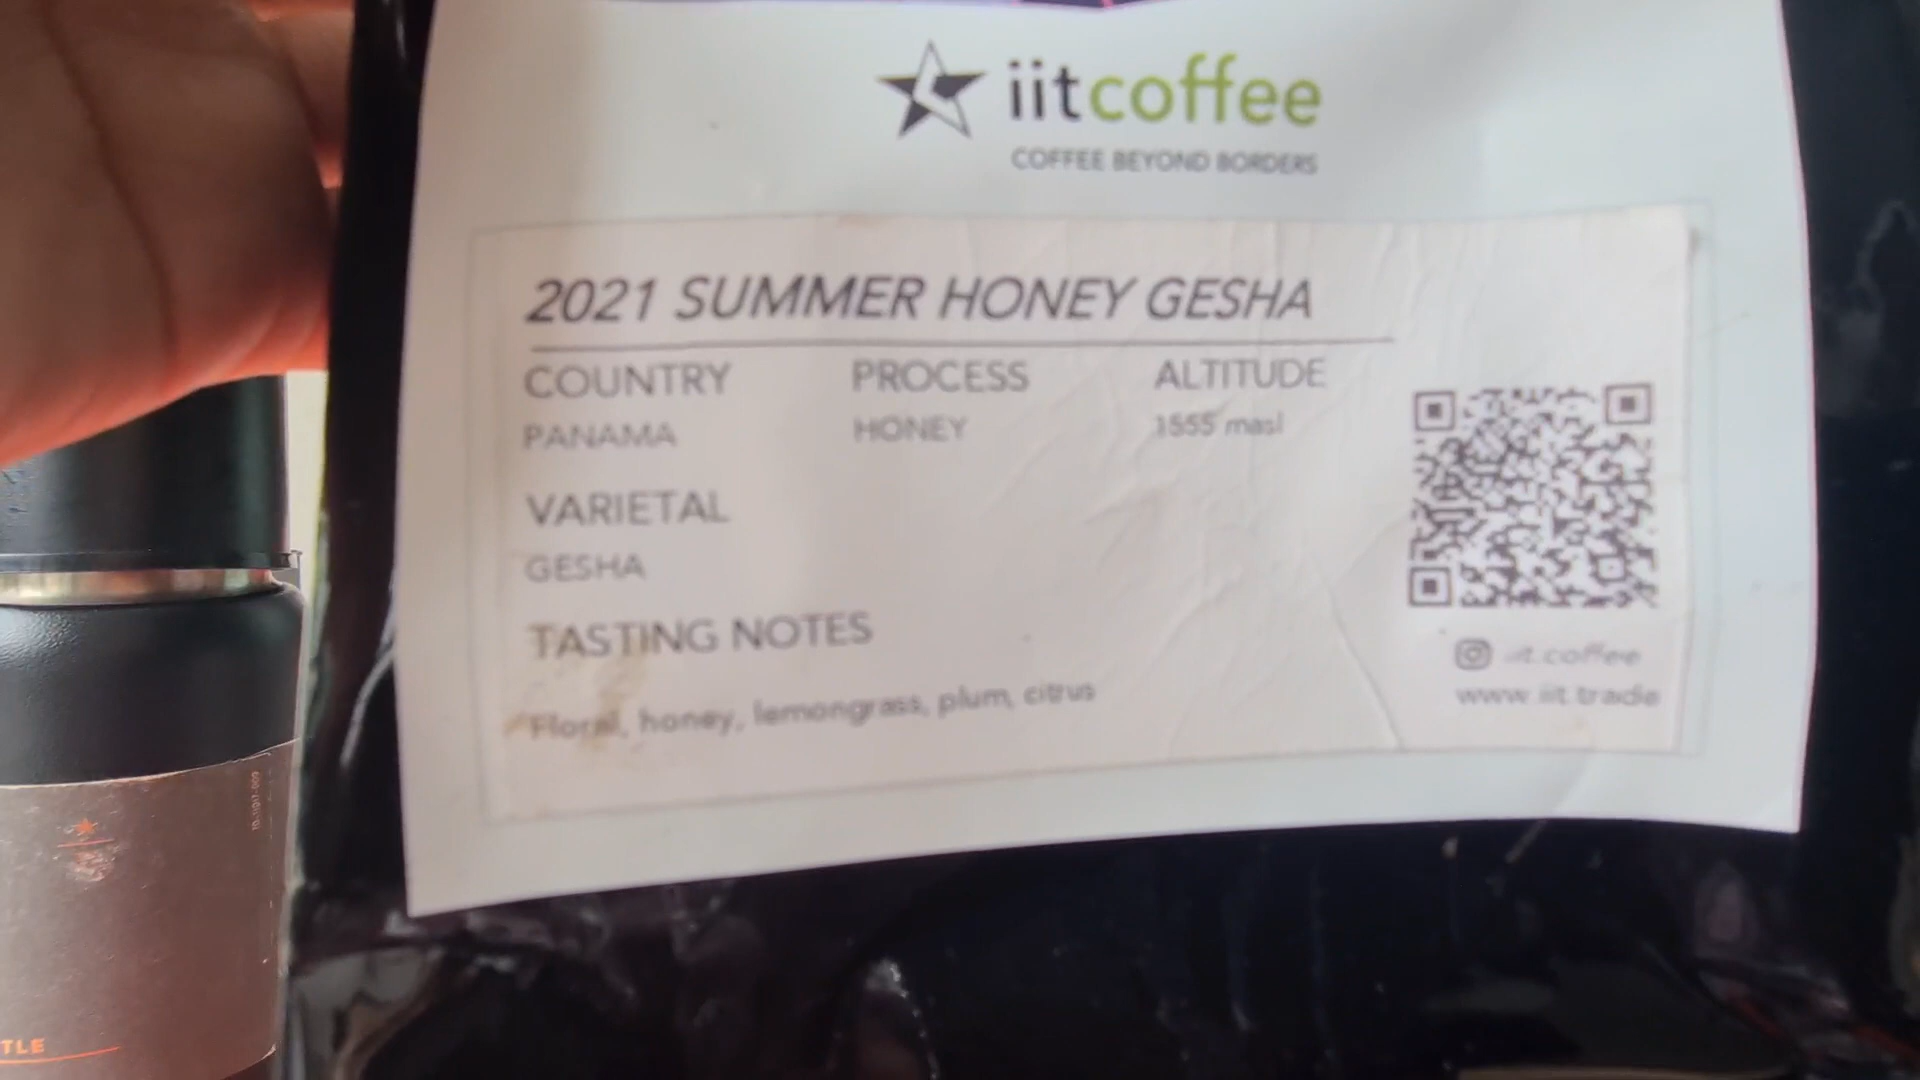 iitcoffee
COFFEE BEYOND BORDERS
2021 SUMMER HONEY GESHA
COUNTRY PROCESS ALTITUDE
PANAMA HONEY 1555 masl
VARIETAL
GESHA
TASTING NOTES
Floral, honey, lemongrass, plum, citrus
iit.coffee
www.iit.trade
TLE